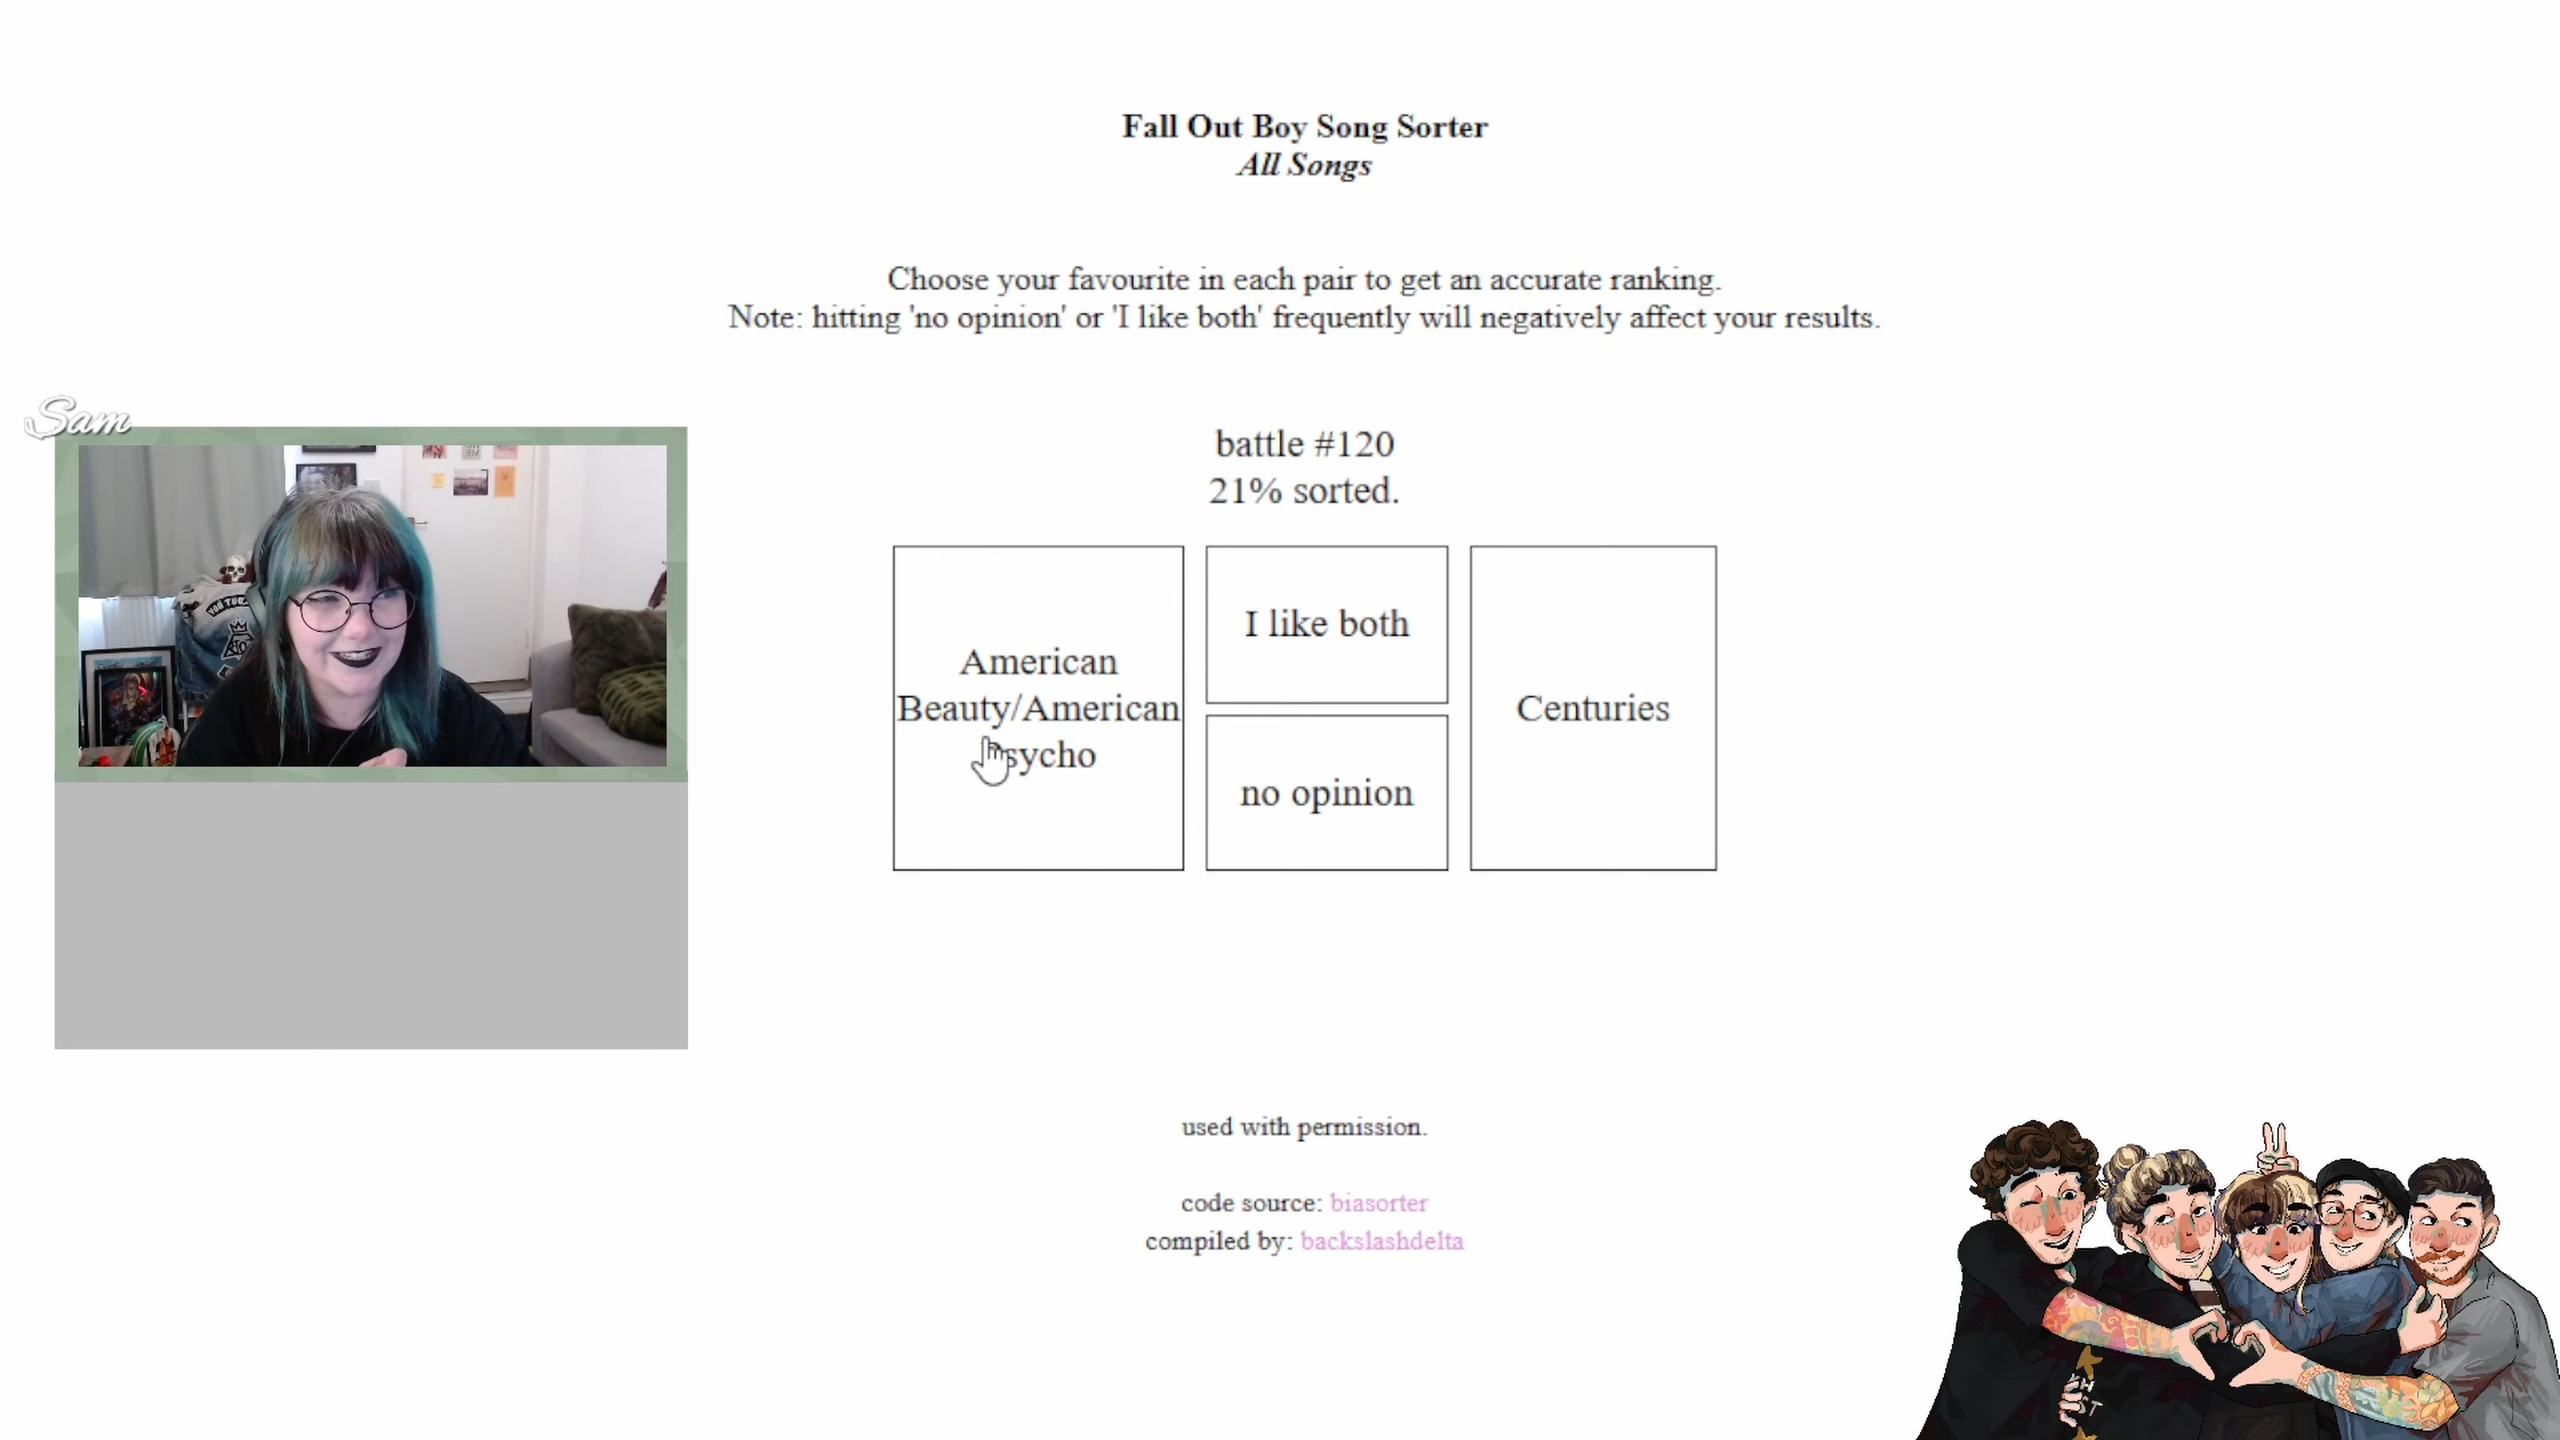 Fall Out Boy Song Sorter
All Songs
Choose your favourite in each pair to get an accurate ranking.
Note: hitting 'no opinion' or 'I like both' frequently will negatively affect your results.
Sam
battle #120
21% sorted.
American
Beauty/American
sycho
I like both
no opinion
Centuries
used with permission.
code source: biasorter
compiled by: backslashdelta